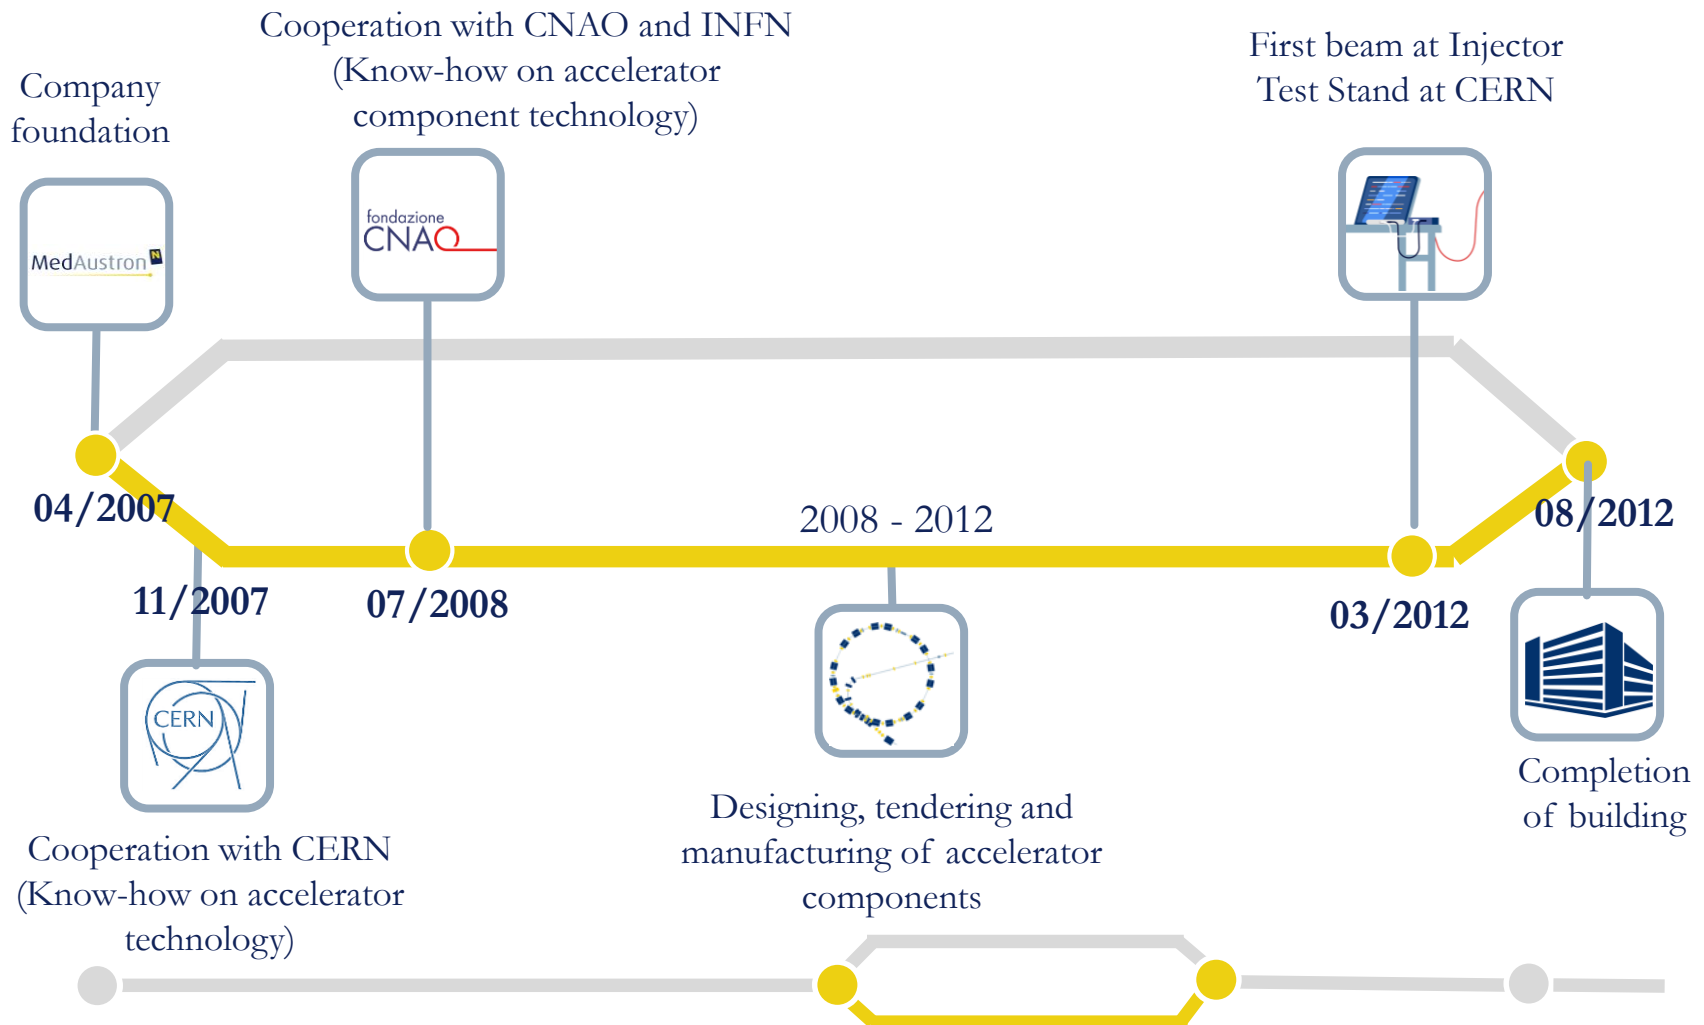 Company
foundation
MedAustron N
04/2007
11/2007
CERN
Cooperation with CERN
(Know-how on accelerator
technology)
Cooperation with CNAO and INFN
(Know-how on accelerator
component technology)
fondazione
CNAO
07/2008
2008 - 2012
Designing, tendering and
manufacturing of accelerator
components
First beam at Injector
Test Stand at CERN
03/2012
08/2012
Completion
of building